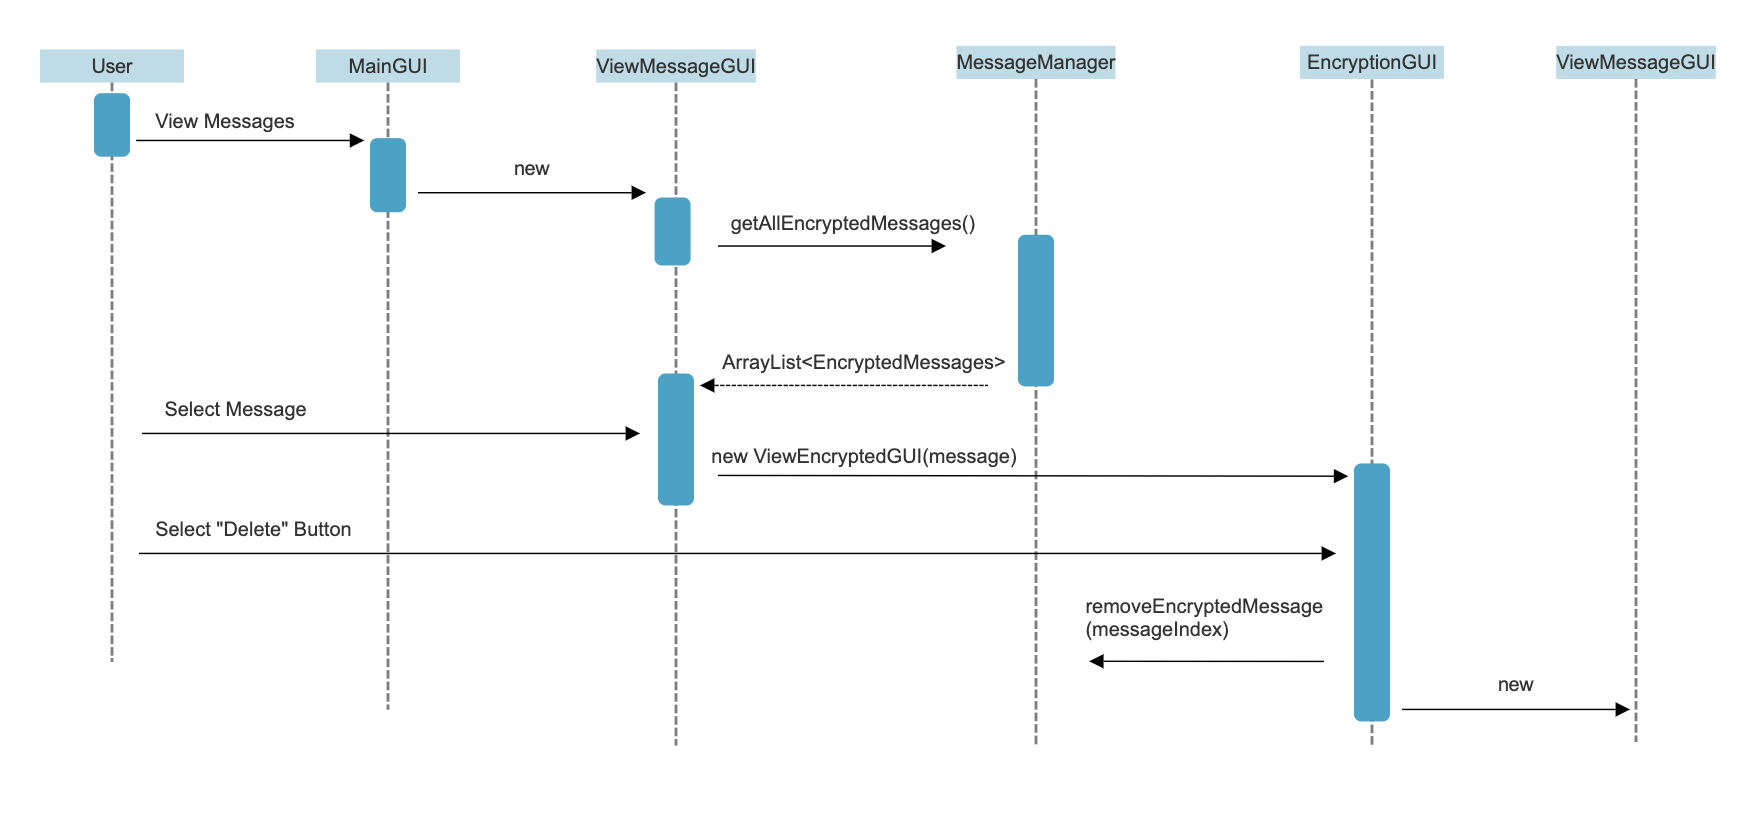 User
MainGUI
ViewMessageGUI
MessageManager
EncryptionGUI
ViewMessageGUI
View Messages
new
getAllEncryptedMessages()
ArrayList<EncryptedMessages>
Select Message
new ViewEncryptedGUI(message)
Select "Delete" Button
removeEncryptedMessage
(messageIndex)
new